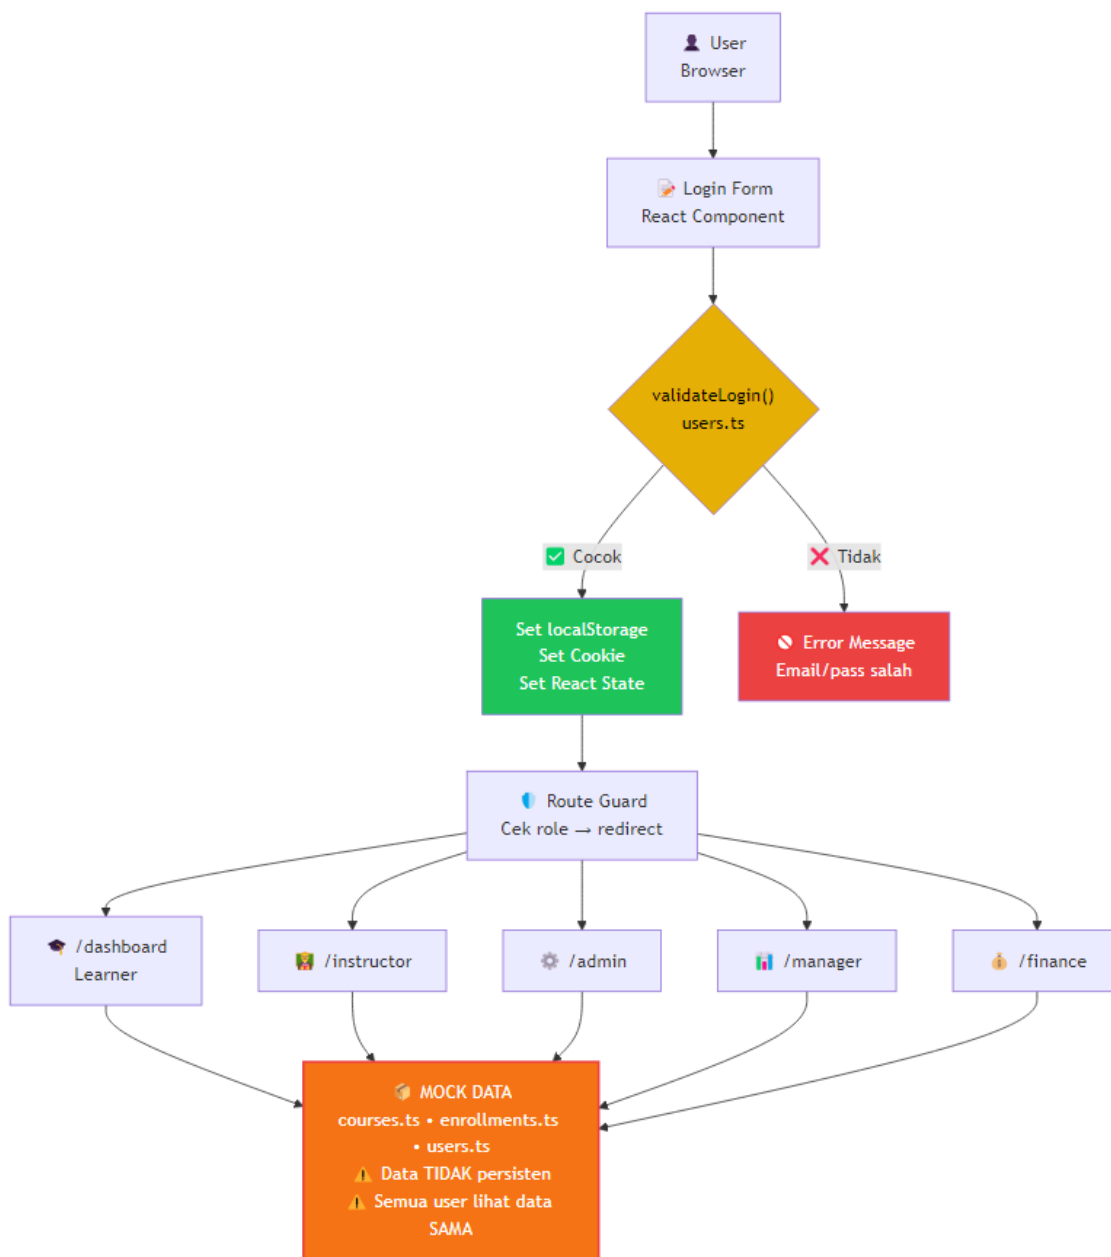 👤 User
Browser
📝 Login Form
React Component
validateLogin()
users.ts
✅ Cocok
❌ Tidak
Set localStorage
Set Cookie
Set React State
🚫 Error Message
Email/pass salah
🛡️ Route Guard
Cek role → redirect
🎓 /dashboard
Learner
👩‍🏫 /instructor
⚙️ /admin
📊 /manager
💰 /finance
📦 MOCK DATA
courses.ts • enrollments.ts
• users.ts
⚠️ Data TIDAK persisten
⚠️ Semua user lihat data
SAMA